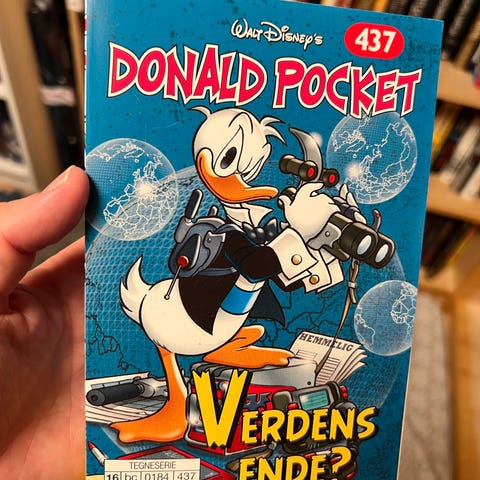 Walt Disney's
437
DONALD POCKET
HEMMELIG
VERDENS
ENDE?
TEGNESERIE
16 bc 0184 437